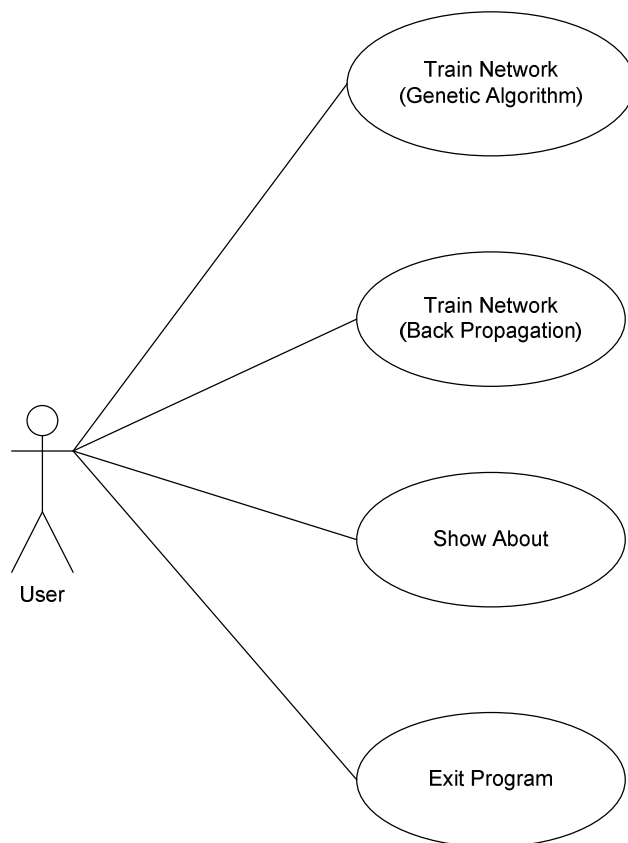 Train Network
(Genetic Algorithm)
Train Network
(Back Propagation)
Show About
User
Exit Program